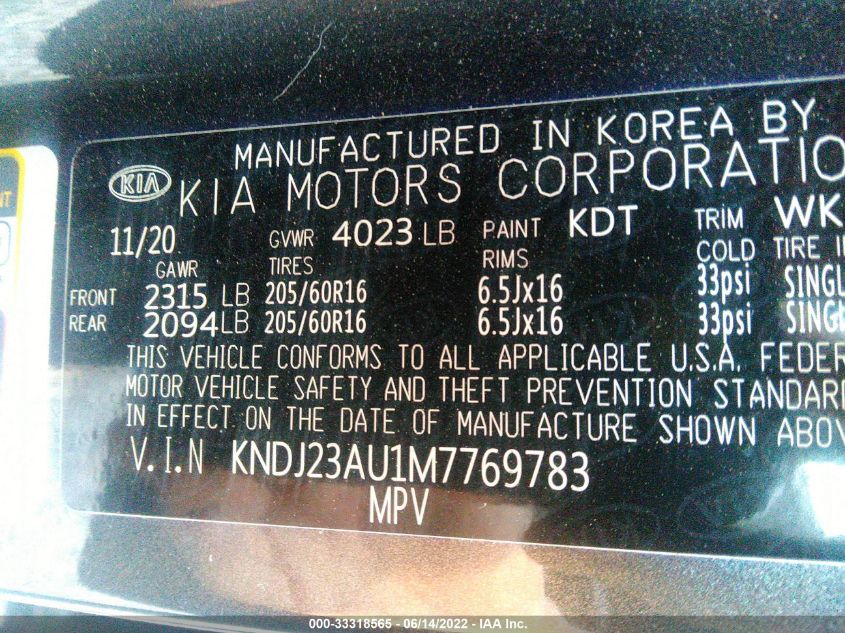 MANUFACTURED IN KOREA BY
KIA KIA MOTORS CORPORATIO
11/20 GVWR 4023 LB PAINT KDT TRIM WK
GAWR TIRES RIMS COLD TIRE I
FRONT 2315 LB 205/60R16 6.5Jx16 33psi SINGL
REAR 2094 LB 205/60R16 6.5Jx16 33psi SINGL
THIS VEHICLE CONFORMS TO ALL APPLICABLE U.S.A. FEDER
MOTOR VEHICLE SAFETY AND THEFT PREVENTION STANDAR
IN EFFECT ON THE DATE OF MANUFACTURE SHOWN ABOV
V.I.N KNDJ23AU1M7769783
MPV
000-33318565 - 06/14/2022 - IAA Inc.